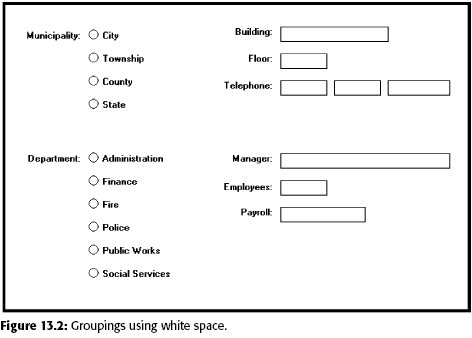 Municipality: City Building:
Township Floor:
County Telephone:
State
Department: Administration Manager:
Finance Employees:
Fire Payroll:
Police
Public Works
Social Services
Figure 13.2: Groupings using white space.